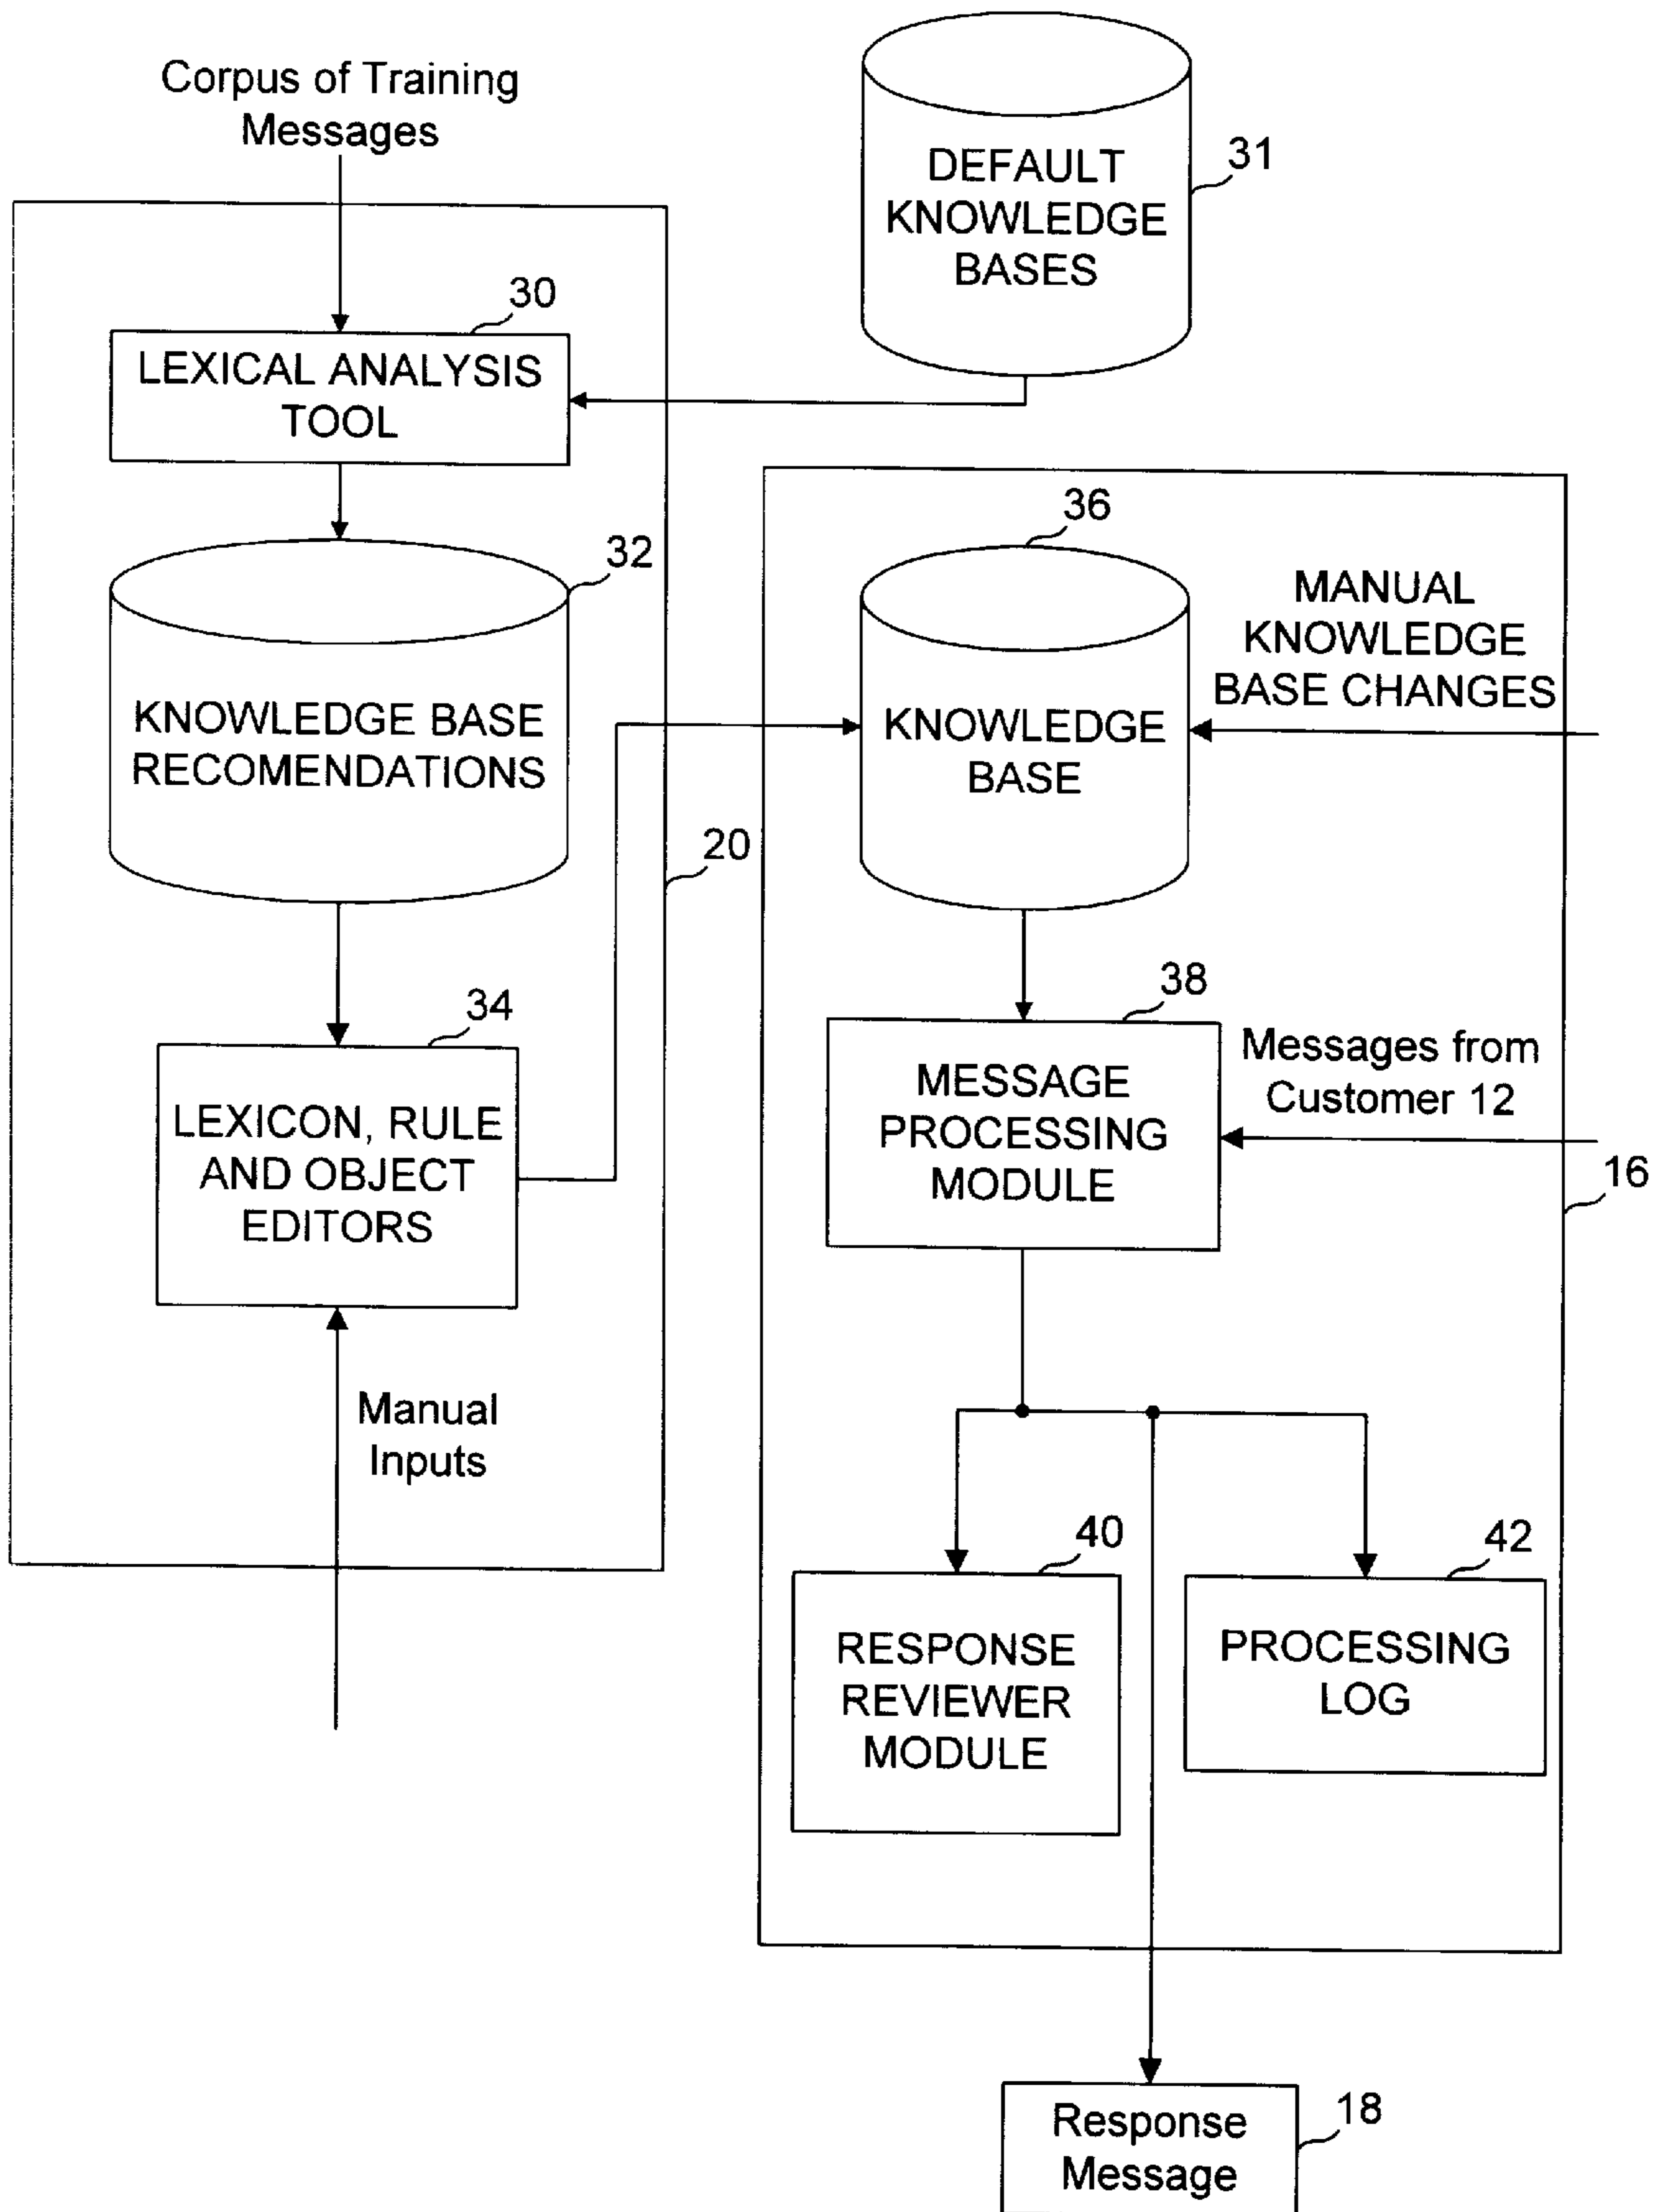 Corpus of Training
Messages
DEFAULT
KNOWLEDGE
BASES
31
30
LEXICAL ANALYSIS
TOOL
32
KNOWLEDGE BASE
RECOMENDATIONS
20
34
LEXICON, RULE
AND OBJECT
EDITORS
Manual
Inputs
36
KNOWLEDGE
BASE
MANUAL
KNOWLEDGE
BASE CHANGES
38
MESSAGE
PROCESSING
MODULE
Messages from
Customer 12
16
40
RESPONSE
REVIEWER
MODULE
42
PROCESSING
LOG
Response
Message
18